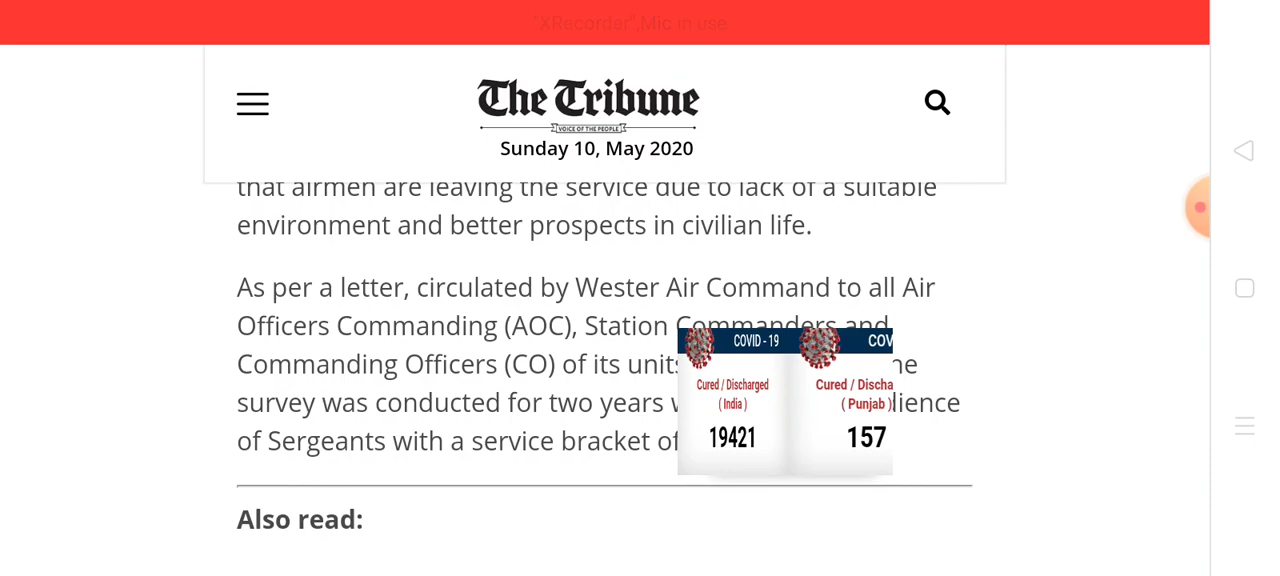 "XRecorder",Mic in use
The Tribune
VOICE OF THE PEOPLE
Sunday 10, May 2020
that airmen are leaving the service due to lack of a suitable
environment and better prospects in civilian life.
As per a letter, circulated by Wester Air Command to all Air
Officers Commanding (AOC), Station Commanders and
Commanding Officers (CO) of its units
survey was conducted for two years
of Sergeants with a service bracket of
COVID - 19
COV
Cured / Discharged
( India )
19421
Cured / Discha
( Punjab )
157
Also read: